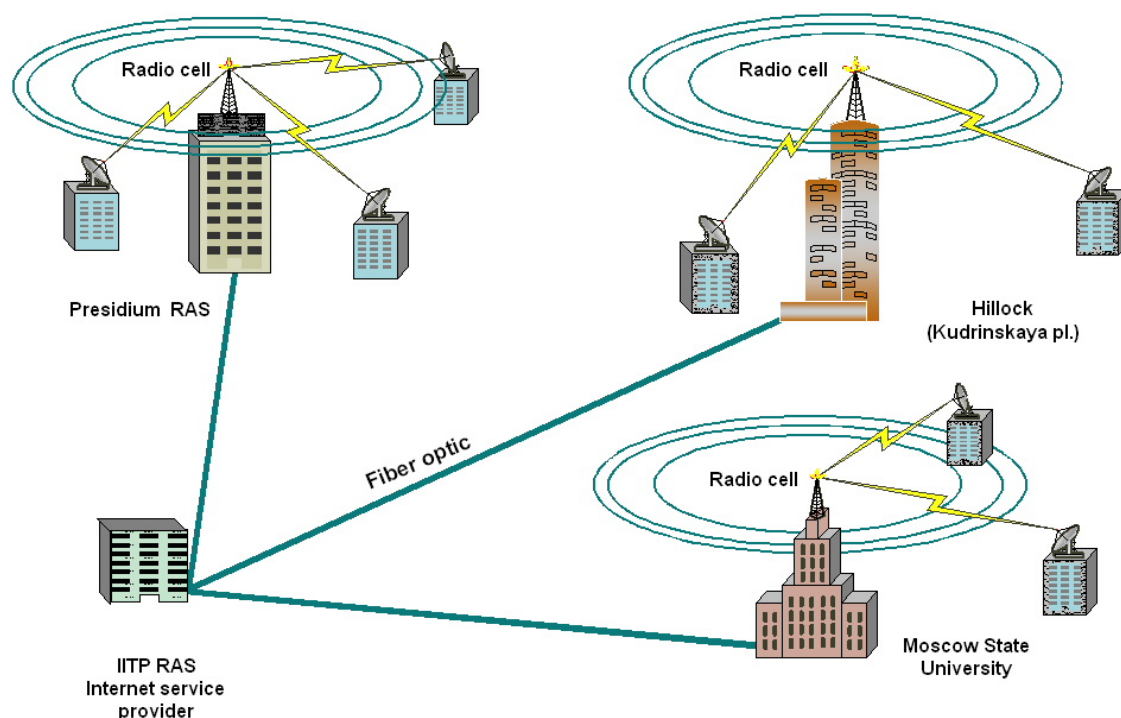 Radio cell
Radio cell
Presidium RAS
Hillock
(Kudrinskaya pl.)
Fiber optic
Radio cell
Moscow State
University
IITP RAS
Internet service
provider